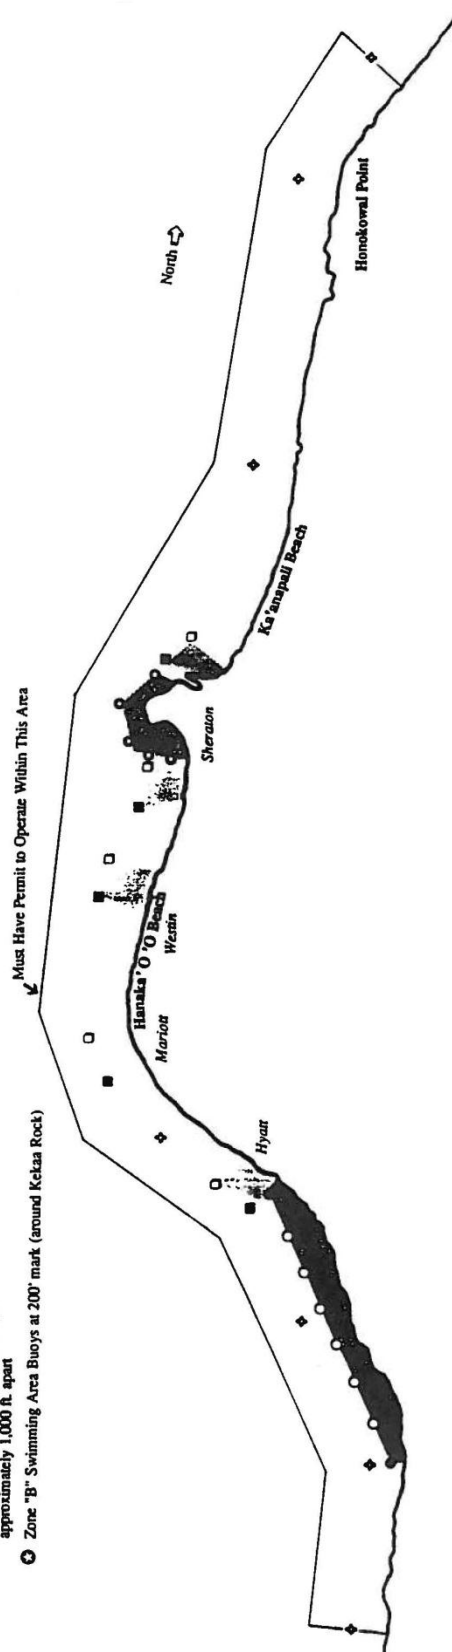 approximately 1,000 ft. apart
Zone "B" Swimming Area Buoys at 200' mark (around Kekaa Rock)
Must Have Permit to Operate Within This Area
North
Hyatt
Mariott
Hanaka'O'O Beach
Westin
Sheraton
Ka'anapali Beach
Honokowai Point